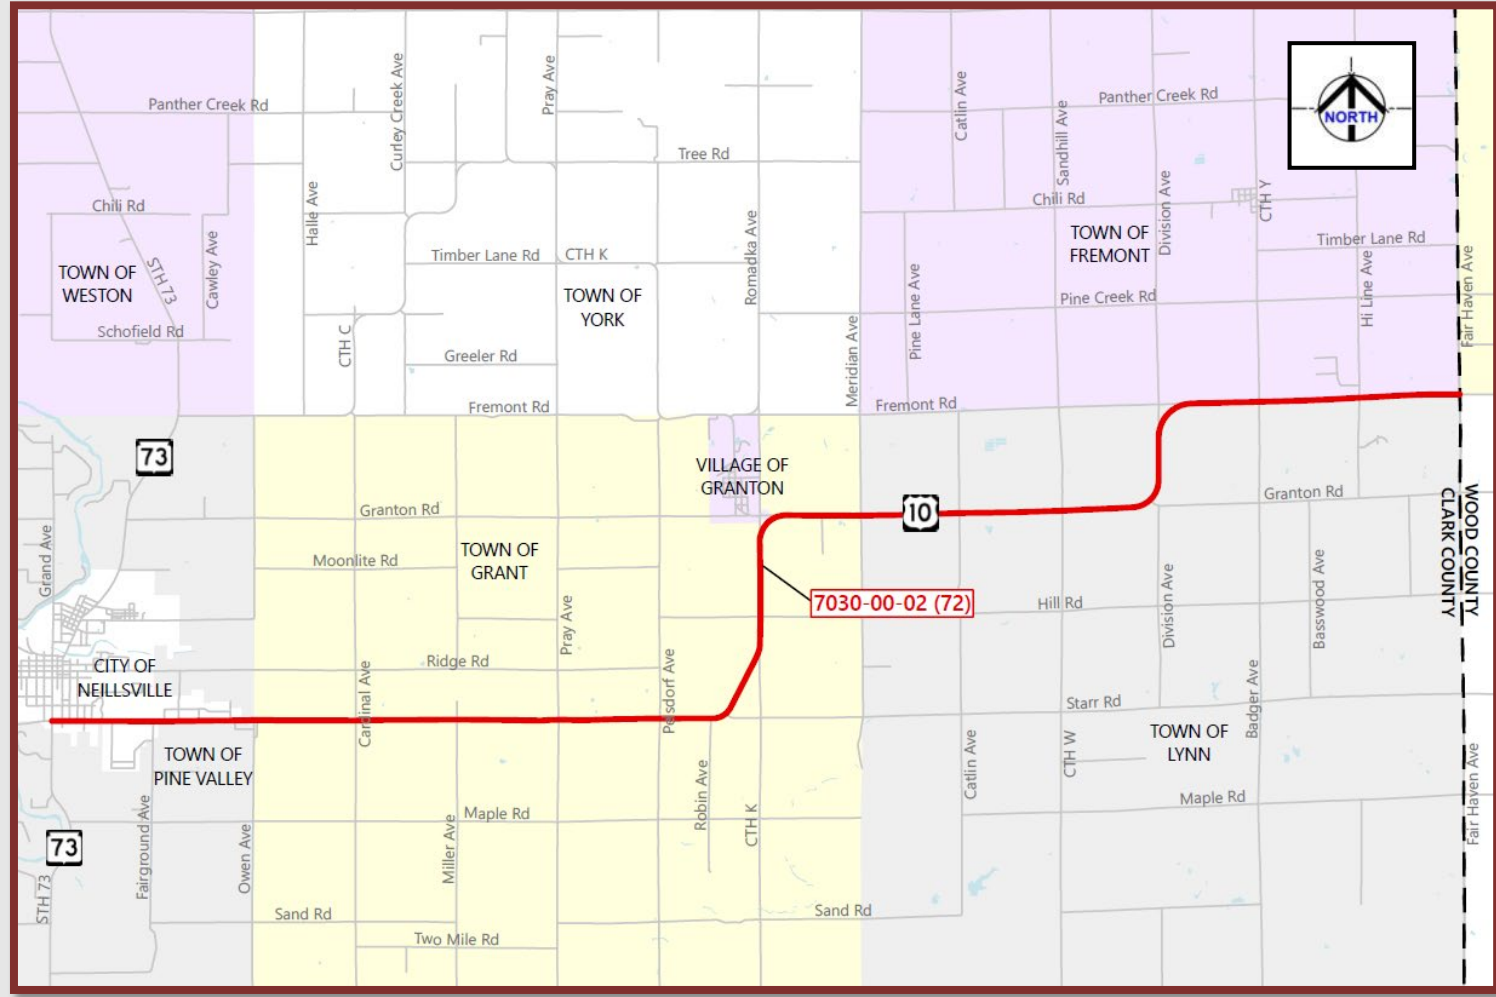 Panther Creek Rd
Curley Creek Ave
Pray Ave
Catlin Ave
Sandhill Ave
Panther Creek Rd
NORTH
Tree Rd
Chili Rd
Halle Ave
Chili Rd
Division Ave
CTH Y
TOWN OF
WESTON
STH 73
Cawley Ave
Timber Lane Rd
CTH K
Romadka Ave
TOWN OF
FREMONT
Timber Lane Rd
TOWN OF
YORK
Pine Lane Ave
Pine Creek Rd
Hi Line Ave
Fair Haven Ave
Schofield Rd
CTH C
Greeler Rd
Meridian Ave
Fremont Rd
Fremont Rd
73
VILLAGE OF
GRANTON
Granton Rd
10
Granton Rd
WOOD COUNTY
CLARK COUNTY
Grand Ave
Moonlite Rd
TOWN OF
GRANT
7030-00-02 (72)
Hill Rd
Division Ave
Basswood Ave
Pray Ave
CITY OF
NEILLSVILLE
Ridge Rd
Cardinal Ave
Pelsdorf Ave
Starr Rd
Badger Ave
TOWN OF
PINE VALLEY
TOWN OF
LYNN
CTH W
Catlin Ave
Fair Haven Ave
Robin Ave
CTH K
Maple Rd
Maple Rd
73
Fairground Ave
Owen Ave
Miller Ave
STH 73
Sand Rd
Sand Rd
Two Mile Rd